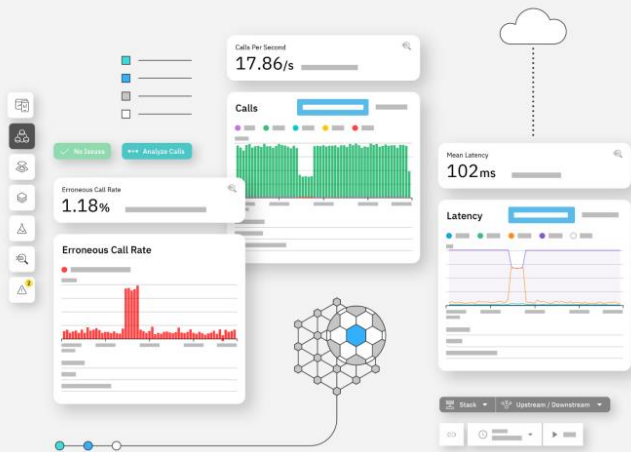 Calls Per Second
17.86/s
Calls
No Issues
Analyze Calls
Erroneous Call Rate
1.18%
Erroneous Call Rate
Mean Latency
102ms
Latency
2
Stack
Upstream / Downstream